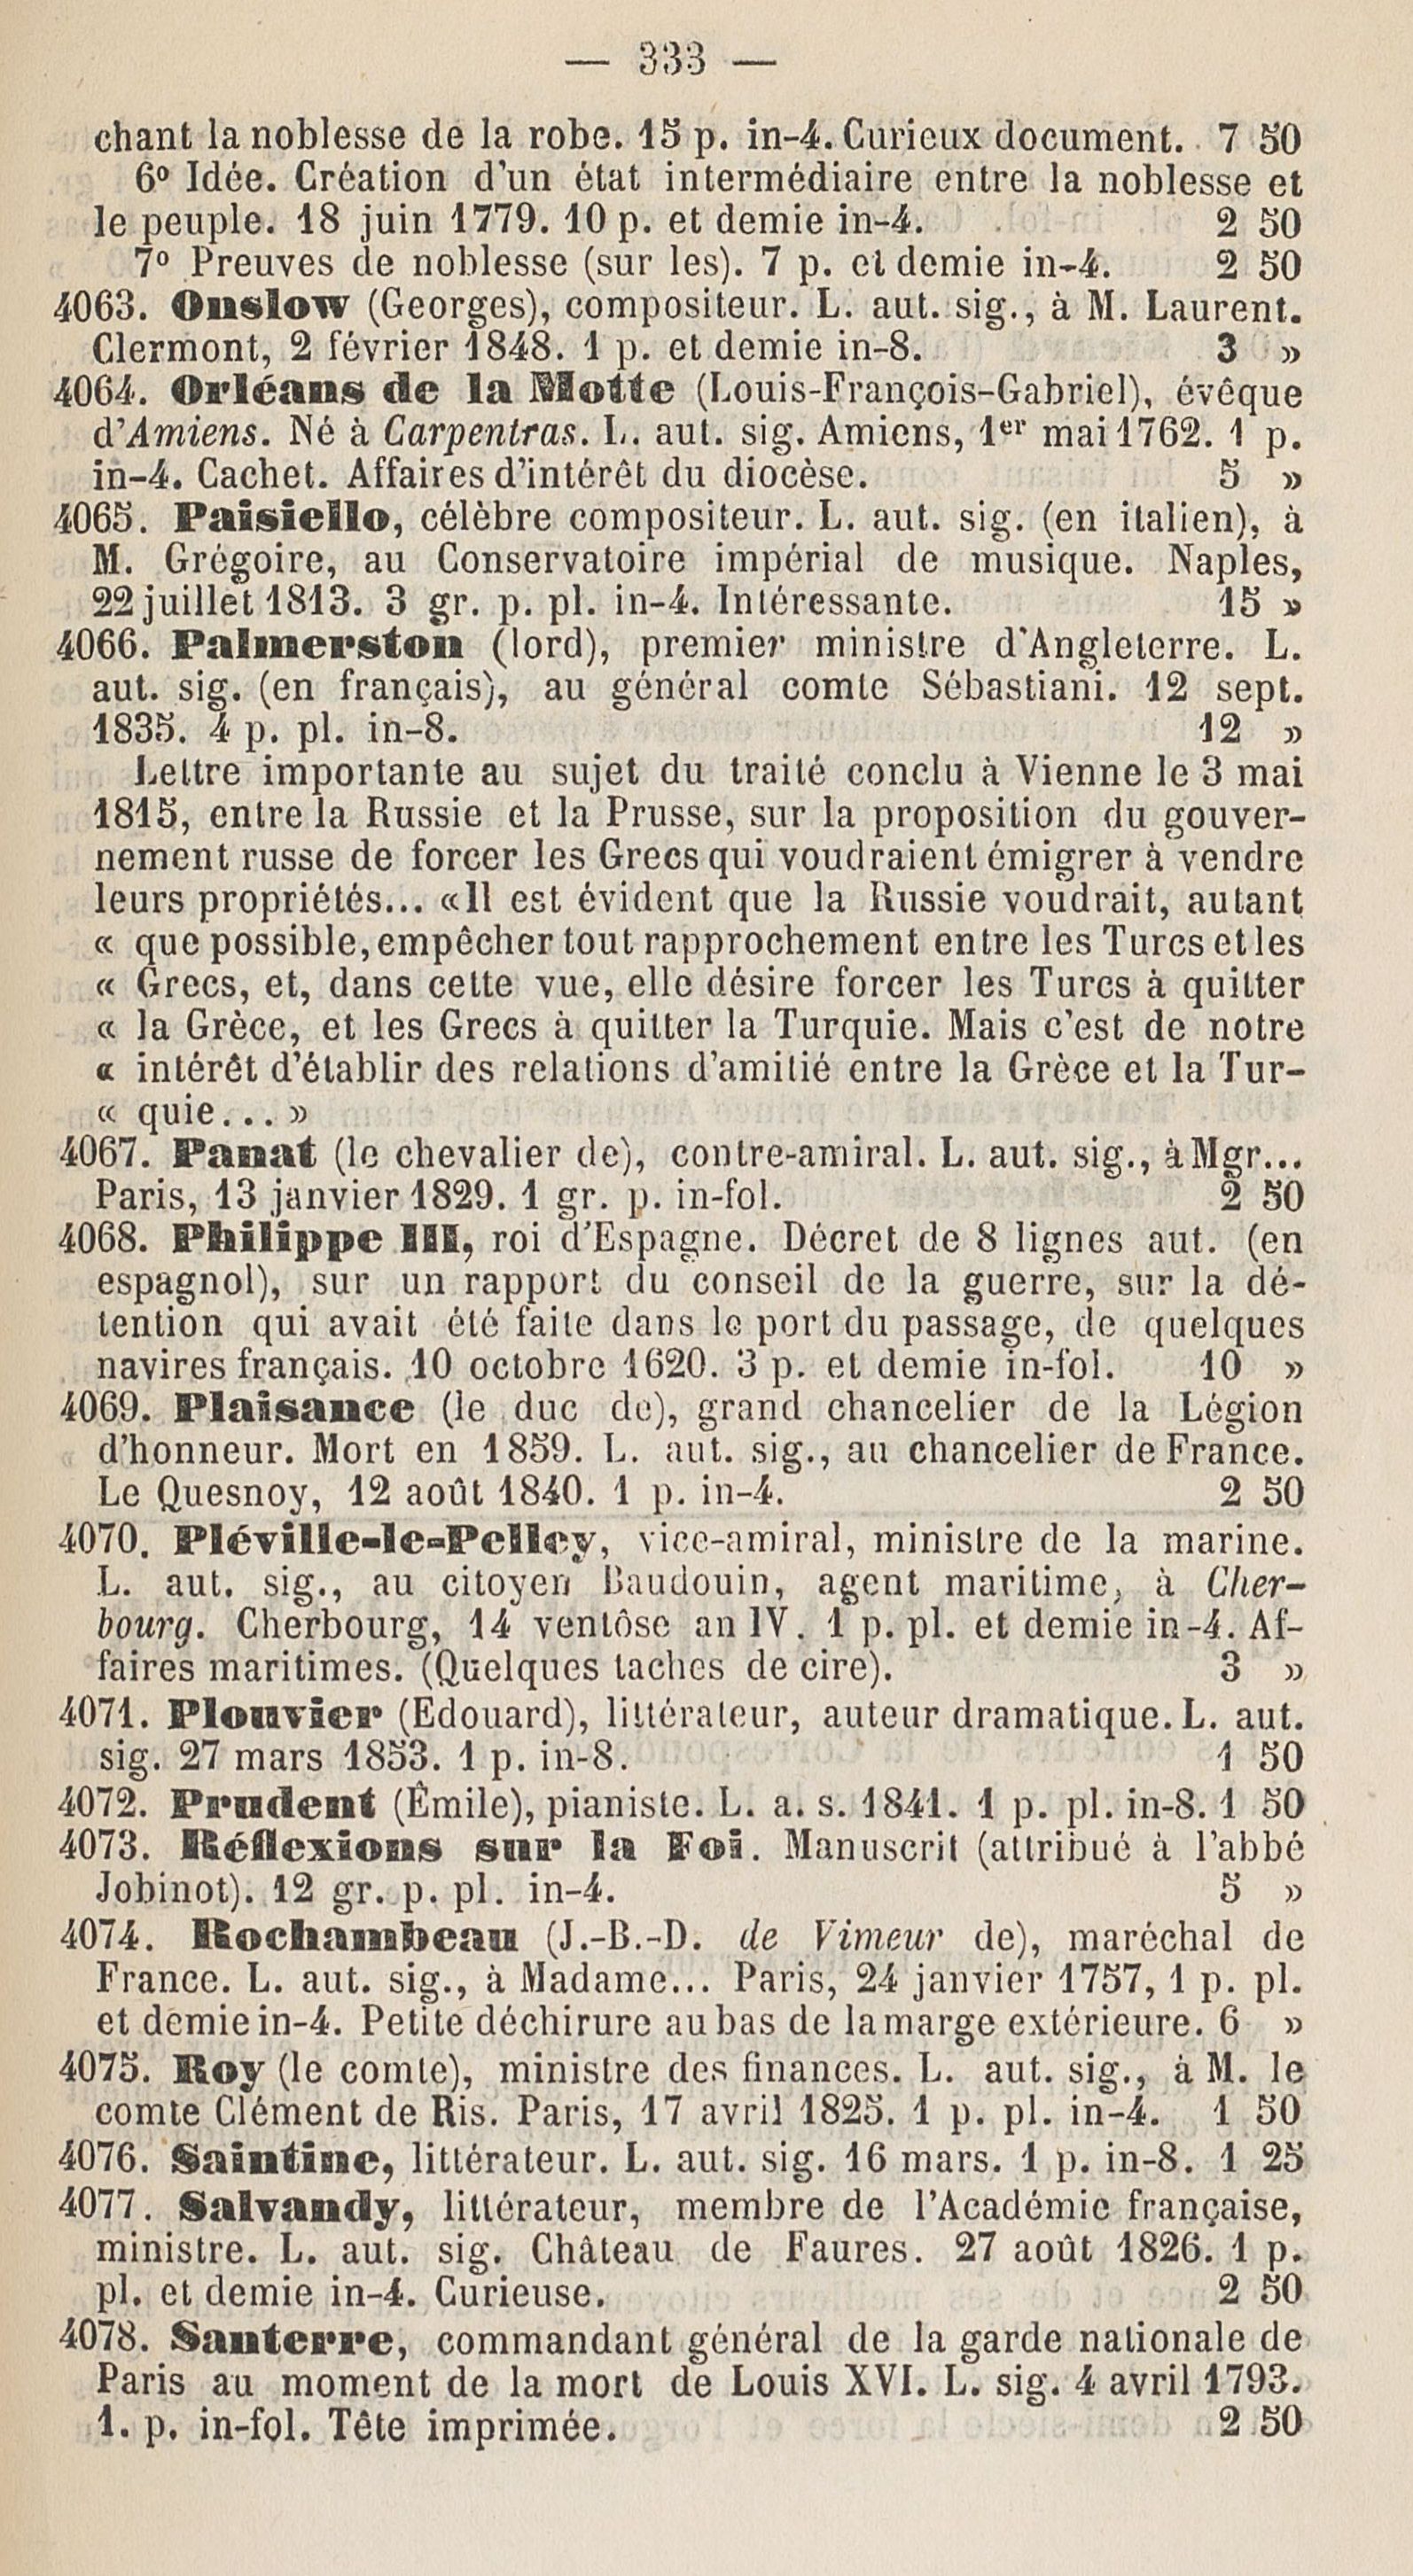 — 333 —
chant la noblesse de la robe. 15 p. in-4. Curieux document. 7 50
6º Idée. Création d'un état intermédiaire entre la noblesse et
le peuple. 18 juin 1779. 10 p. et demie in-4. 2 50
7º Preuves de noblesse (sur les). 7 p. et demie in-4. 2 50
4063. Onslow (Georges), compositeur. L. aut. sig., à M. Laurent.
Clermont, 2 février 1848. 1 p. et demie in-8. 3 »
4064. Orléans de la Motte (Louis-François-Gabriel), évêque
d'Amiens. Né à Carpentras. L. aut. sig. Amiens, 1er mai 1762. 1 p.
in-4. Cachet. Affaires d'intérêt du diocèse. 5 »
4065. Paisiello, célèbre compositeur. L. aut. sig. (en italien), à
M. Grégoire, au Conservatoire impérial de musique. Naples,
22 juillet 1813. 3 gr. p. pl. in-4. Intéressante. 15 »
4066. Palmerston (lord), premier ministre d'Angleterre. L.
aut. sig. (en français), au général comte Sébastiani. 12 sept.
1835. 4 p. pl. in-8. 12 »
Lettre importante au sujet du traité conclu à Vienne le 3 mai
1815, entre la Russie et la Prusse, sur la proposition du gouver-
nement russe de forcer les Grecs qui voudraient émigrer à vendre
leurs propriétés... «Il est évident que la Russie voudrait, autant
« que possible, empêcher tout rapprochement entre les Turcs et les
« Grecs, et, dans cette vue, elle désire forcer les Turcs à quitter
« la Grèce, et les Grecs à quitter la Turquie. Mais c'est de notre
« intérêt d'établir des relations d'amitié entre la Grèce et la Tur-
« quie... »
4067. Panat (le chevalier de), contre-amiral. L. aut. sig., à Mgr...
Paris, 13 janvier 1829. 1 gr. p. in-fol. 2 50
4068. Philippe III, roi d'Espagne. Décret de 8 lignes aut. (en
espagnol), sur un rapport du conseil de la guerre, sur la dé-
tention qui avait été faite dans le port du passage, de quelques
navires français. 10 octobre 1620. 3 p. et demie in-fol. 10 »
4069. Plaisance (le duc de), grand chancelier de la Légion
d'honneur. Mort en 1859. L. aut. sig., au chancelier de France.
Le Quesnoy, 12 août 1840. 1 p. in-4. 2 50
4070. Pléville-le-Pelley, vice-amiral, ministre de la marine.
L. aut. sig., au citoyen Baudouin, agent maritime, à Cher-
bourg. Cherbourg, 14 ventôse an IV. 1 p. pl. et demie in-4. Af-
faires maritimes. (Quelques taches de cire). 3 »
4071. Plouvier (Edouard), littérateur, auteur dramatique. L. aut.
sig. 27 mars 1853. 1 p. in-8. 1 50
4072. Prudent (Êmile), pianiste. L. a. s. 1841. 1 p. pl. in-8. 1 50
4073. Réflexions sur la Foi. Manuscrit (attribué à l'abbé
Jobinot). 12 gr. p. pl. in-4. 5 »
4074. Rochambeau (J.-B.-D. de Vimeur de), maréchal de
France. L. aut. sig., à Madame... Paris, 24 janvier 1757, 1 p. pl.
et demie in-4. Petite déchirure au bas de la marge extérieure. 6 »
4075. Roy (le comte), ministre des finances. L. aut. sig., à M. le
comte Clément de Ris. Paris, 17 avril 1825. 1 p. pl. in-4. 1 50
4076. Saintine, littérateur. L. aut. sig. 16 mars. 1 p. in-8. 1 25
4077. Salvandy, littérateur, membre de l'Académie française,
ministre. L. aut. sig. Château de Faures. 27 août 1826. 1 p.
pl. et demie in-4. Curieuse. 2 50
4078. Santerre, commandant général de la garde nationale de
Paris au moment de la mort de Louis XVI. L. sig. 4 avril 1793.
1. p. in-fol. Tête imprimée. 2 50